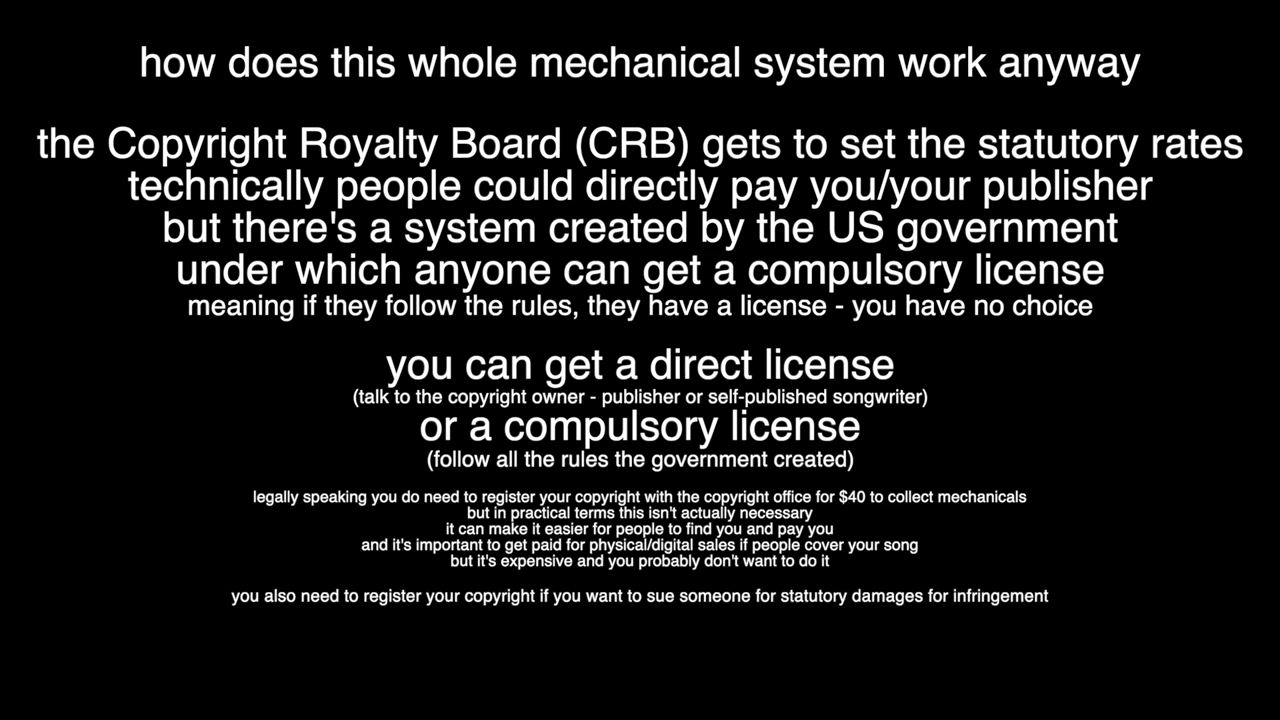 how does this whole mechanical system work anyway
the Copyright Royalty Board (CRB) gets to set the statutory rates
technically people could directly pay you/your publisher
but there's a system created by the US government
under which anyone can get a compulsory license
meaning if they follow the rules, they have a license - you have no choice
you can get a direct license
(talk to the copyright owner - publisher or self-published songwriter)
or a compulsory license
(follow all the rules the government created)
legally speaking you do need to register your copyright with the copyright office for $40 to collect mechanicals
but in practical terms this isn't actually necessary
it can make it easier for people to find you and pay you
and it's important to get paid for physical/digital sales if people cover your song
but it's expensive and you probably don't want to do it
you also need to register your copyright if you want to sue someone for statutory damages for infringement